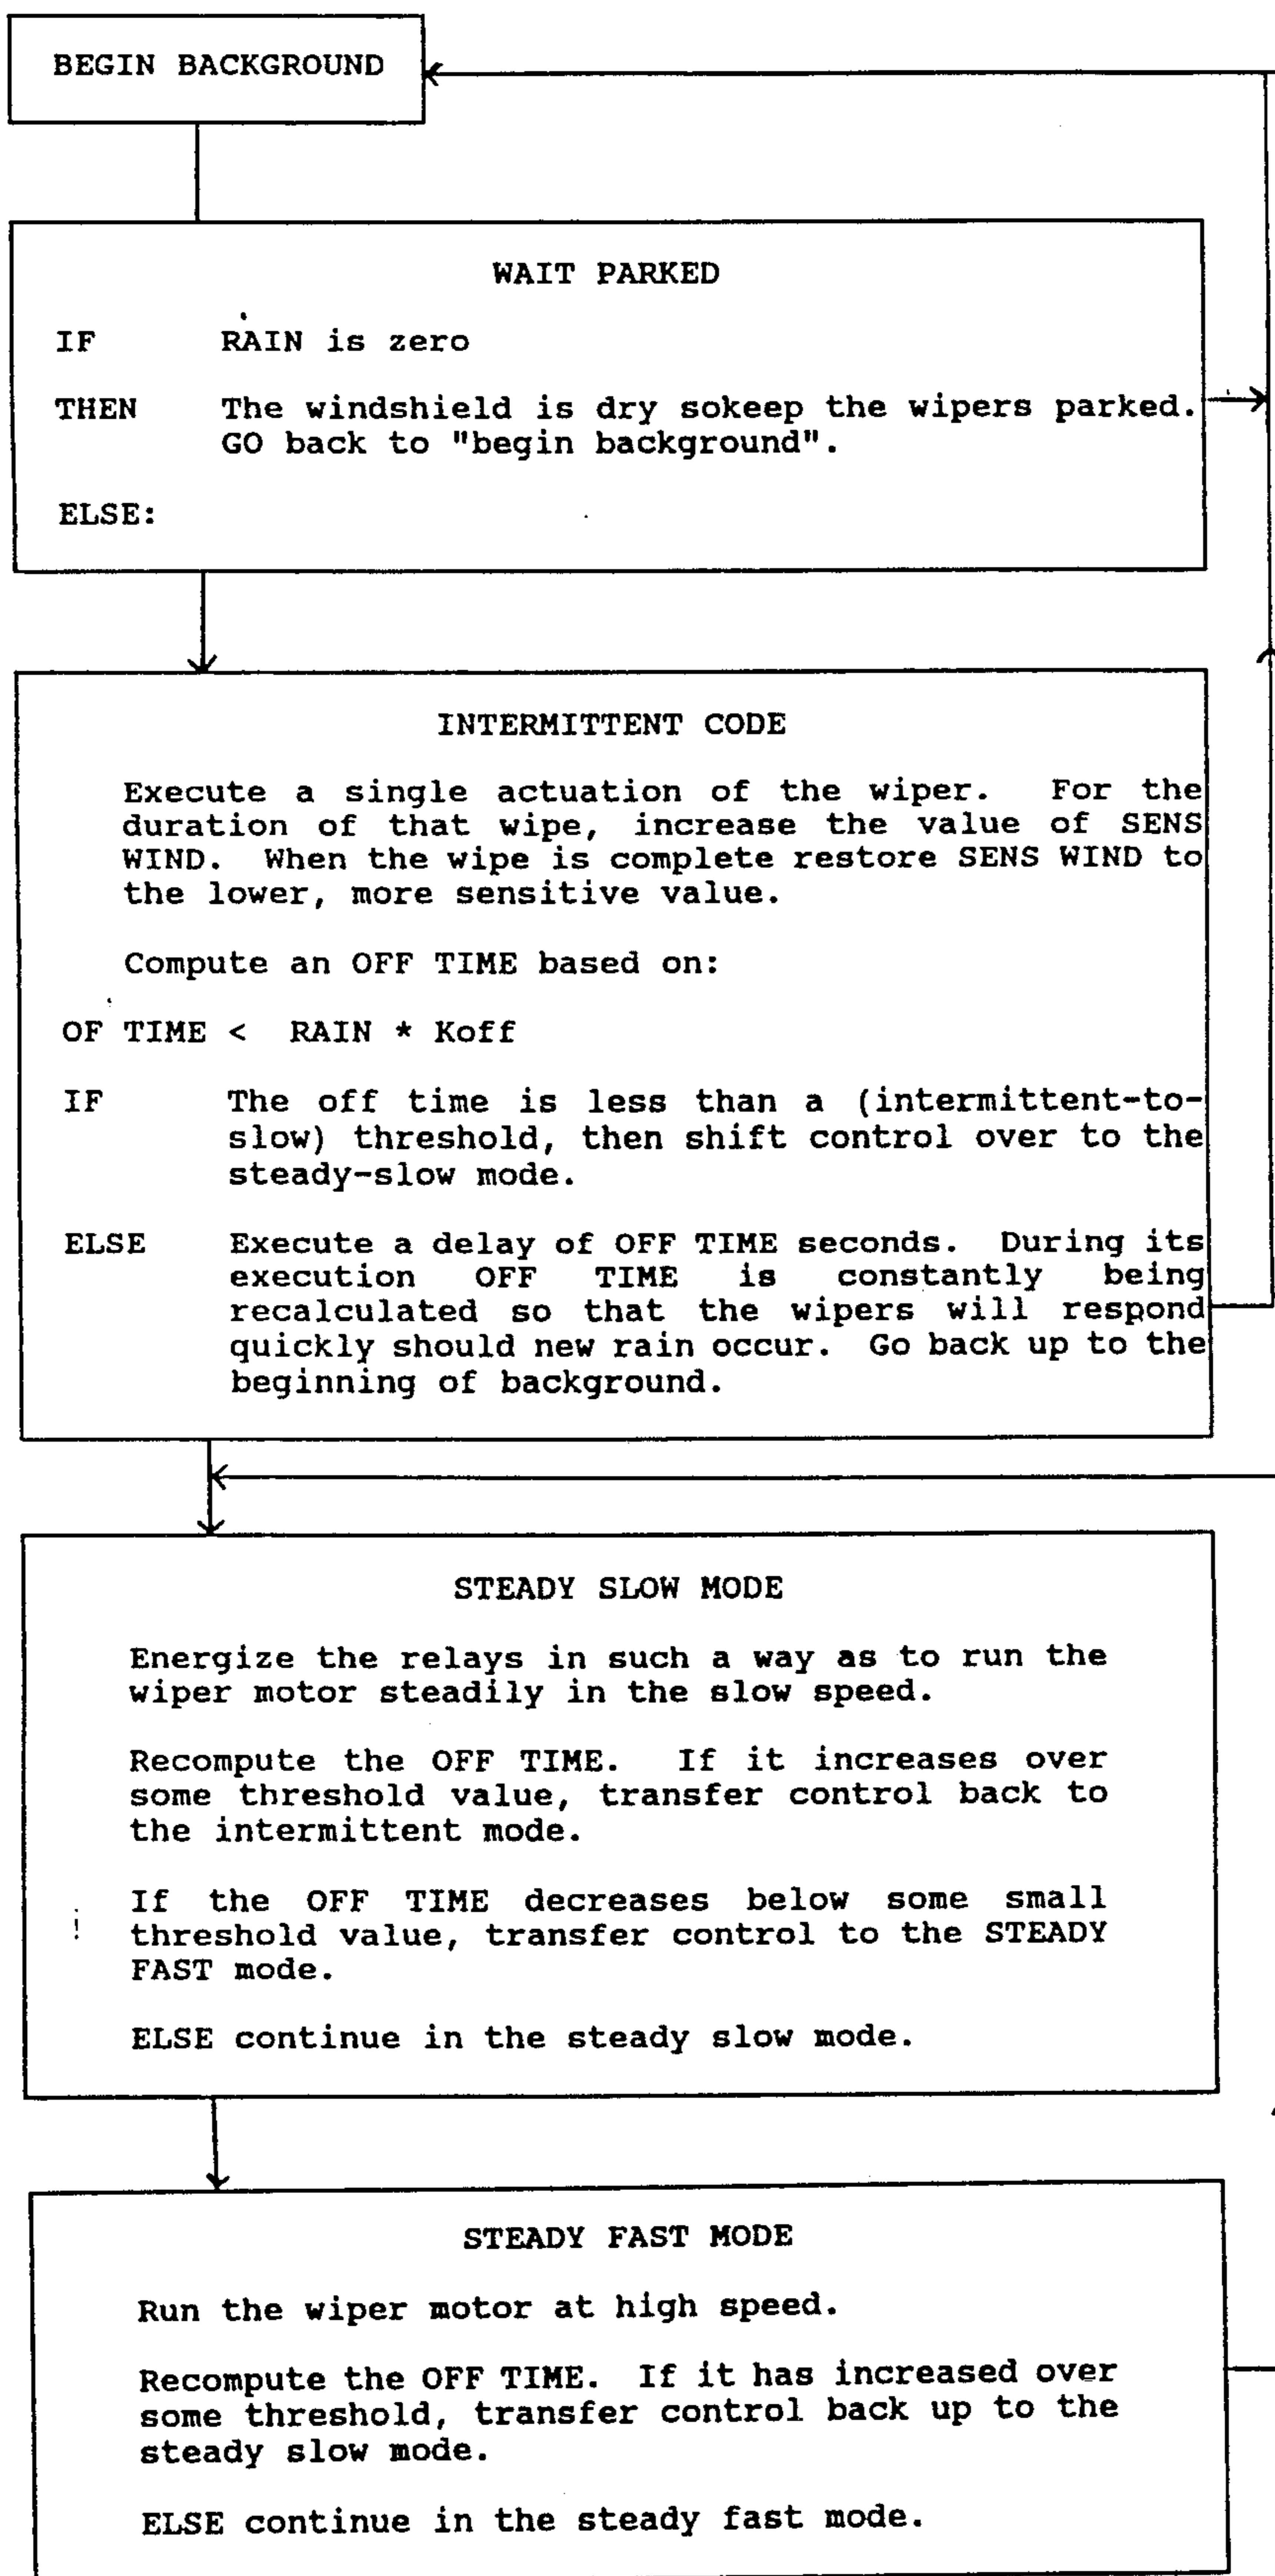 BEGIN BACKGROUND
WAIT PARKED
IF RAIN is zero
THEN The windshield is dry sokeep the wipers parked.
GO back to "begin background".
ELSE:
INTERMITTENT CODE
Execute a single actuation of the wiper. For the
duration of that wipe, increase the value of SENS
WIND. When the wipe is complete restore SENS WIND to
the lower, more sensitive value.
Compute an OFF TIME based on:
OF TIME < RAIN * Koff
IF The off time is less than a (intermittent-to-
slow) threshold, then shift control over to the
steady-slow mode.
ELSE Execute a delay of OFF TIME seconds. During its
execution OFF TIME is constantly being
recalculated so that the wipers will respond
quickly should new rain occur. Go back up to the
beginning of background.
STEADY SLOW MODE
Energize the relays in such a way as to run the
wiper motor steadily in the slow speed.
Recompute the OFF TIME. If it increases over
some threshold value, transfer control back to
the intermittent mode.
If the OFF TIME decreases below some small
threshold value, transfer control to the STEADY
FAST mode.
ELSE continue in the steady slow mode.
STEADY FAST MODE
Run the wiper motor at high speed.
Recompute the OFF TIME. If it has increased over
some threshold, transfer control back up to the
steady slow mode.
ELSE continue in the steady fast mode.